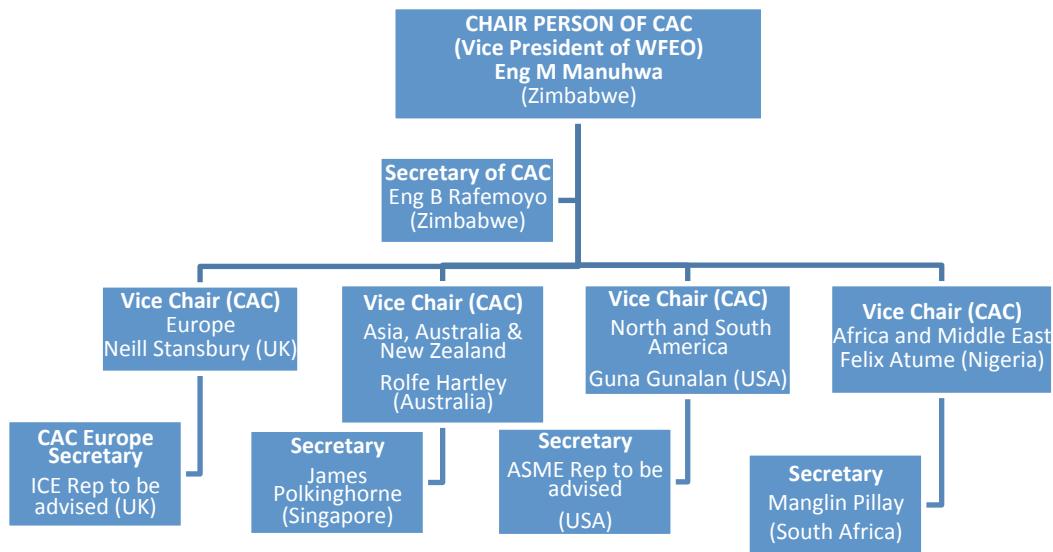 CHAIR PERSON OF CAC
(Vice President of WFEO)
Eng M Manuhwa
(Zimbabwe)
Secretary of CAC
Eng B Rafemoyo
(Zimbabwe)
Vice Chair (CAC)
Europe
Neill Stansbury (UK)
Vice Chair (CAC)
Asia, Australia &
New Zealand
Rolfe Hartley
(Australia)
Vice Chair (CAC)
North and South
America
Guna Gunalan (USA)
Vice Chair (CAC)
Africa and Middle East
Felix Atume (Nigeria)
CAC Europe
Secretary
ICE Rep to be
advised (UK)
Secretary
James
Polkinghorne
(Singapore)
Secretary
ASME Rep to be
advised
(USA)
Secretary
Manglin Pillay
(South Africa)